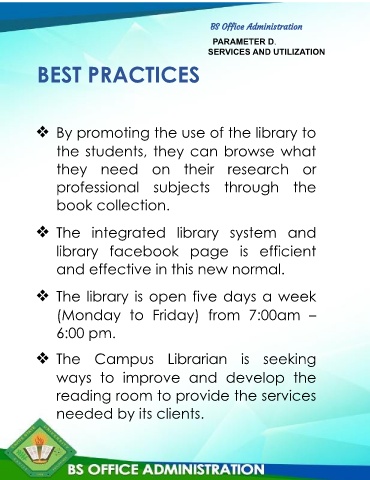 BS Office Administration
PARAMETER D.
SERVICES AND UTILIZATION
BEST PRACTICES
❖ By promoting the use of the library to
the students, they can browse what
they need on their research or
professional subjects through the
book collection.
❖ The integrated library system and
library facebook page is efficient
and effective in this new normal.
❖ The library is open five days a week
(Monday to Friday) from 7:00am –
6:00 pm.
❖ The Campus Librarian is seeking
ways to improve and develop the
reading room to provide the services
needed by its clients.
BS OFFICE ADMINISTRATION